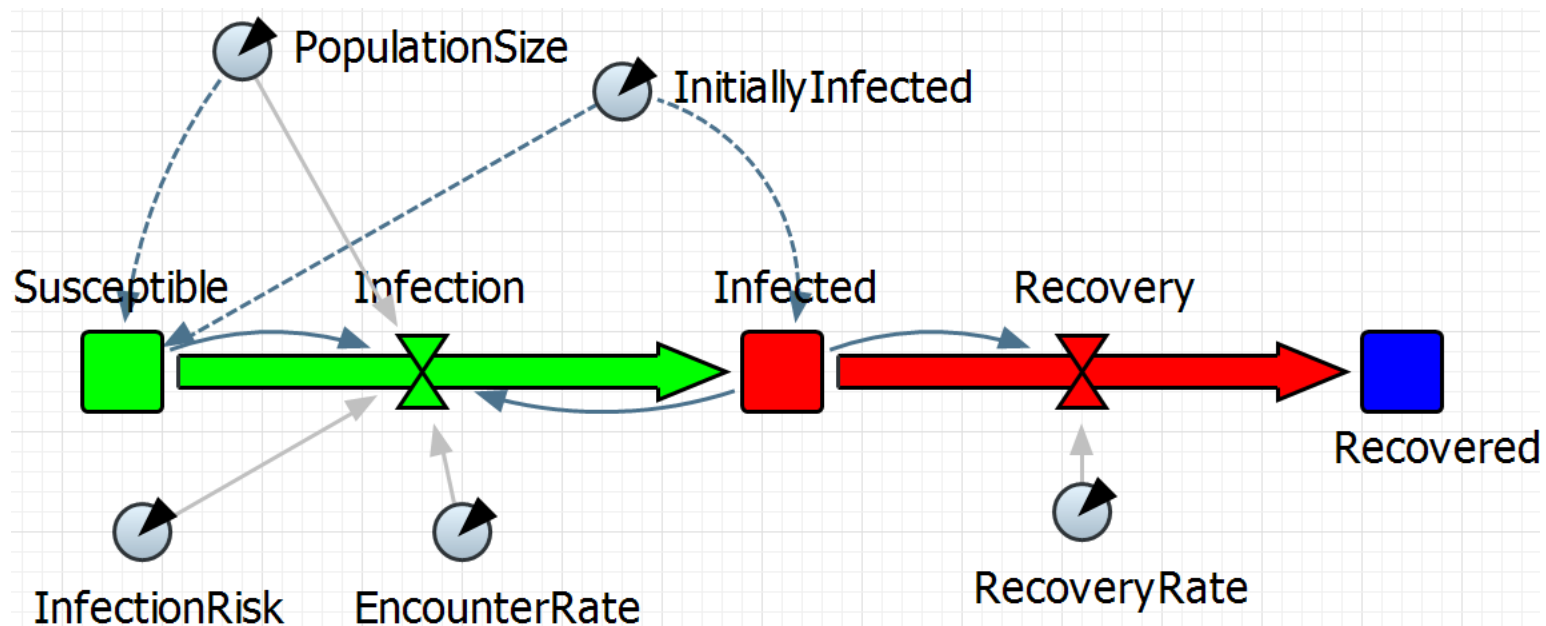 PopulationSize
InitiallyInfected
Susceptible
Infection
Infected
Recovery
Recovered
InfectionRisk
EncounterRate
RecoveryRate